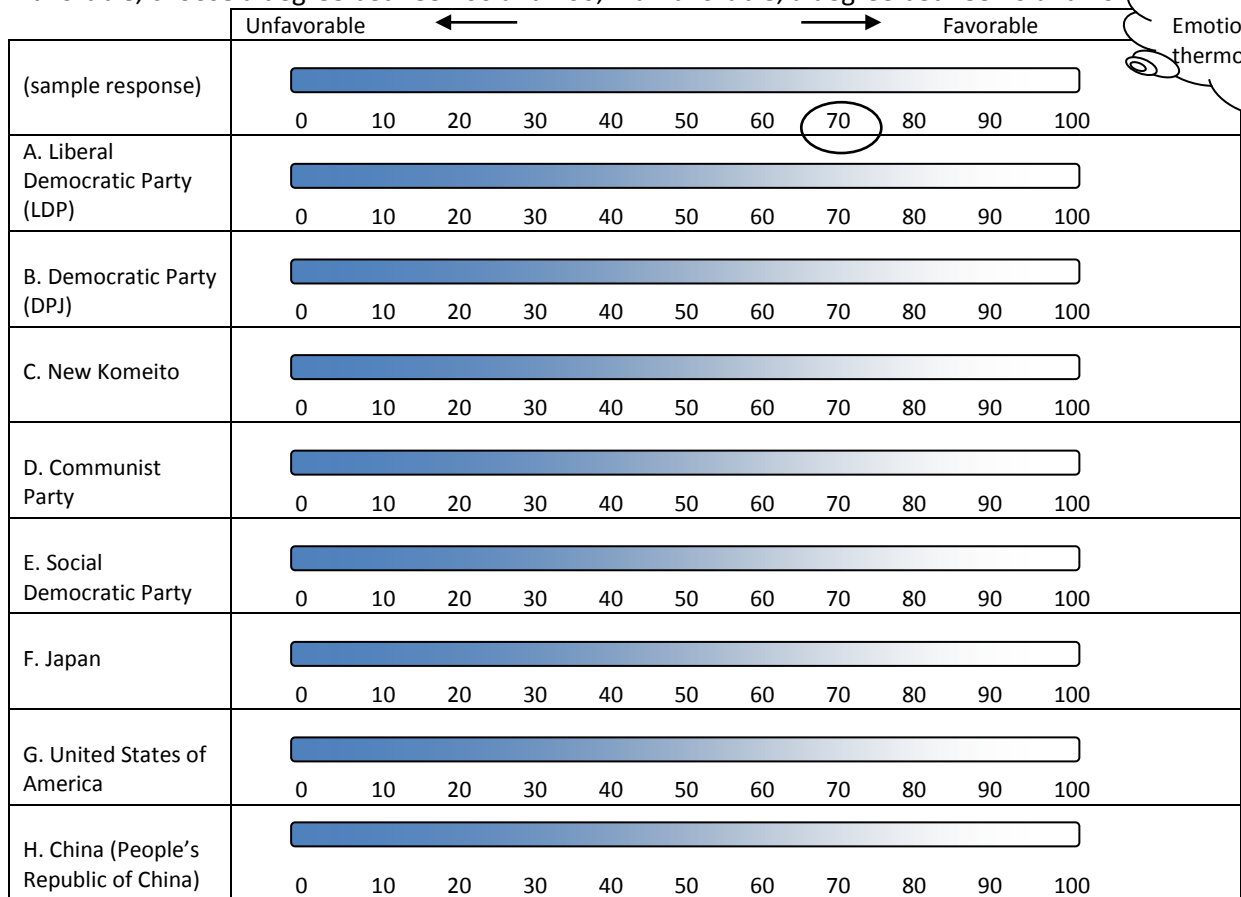 Unfavorable Favorable
Emotio
thermo
(sample response)
0 10 20 30 40 50 60 70 80 90 100
A. Liberal
Democratic Party
(LDP)
0 10 20 30 40 50 60 70 80 90 100
B. Democratic Party
(DPJ)
0 10 20 30 40 50 60 70 80 90 100
C. New Komeito
0 10 20 30 40 50 60 70 80 90 100
D. Communist
Party
0 10 20 30 40 50 60 70 80 90 100
E. Social
Democratic Party
0 10 20 30 40 50 60 70 80 90 100
F. Japan
0 10 20 30 40 50 60 70 80 90 100
G. United States of
America
0 10 20 30 40 50 60 70 80 90 100
H. China (People’s
Republic of China)
0 10 20 30 40 50 60 70 80 90 100